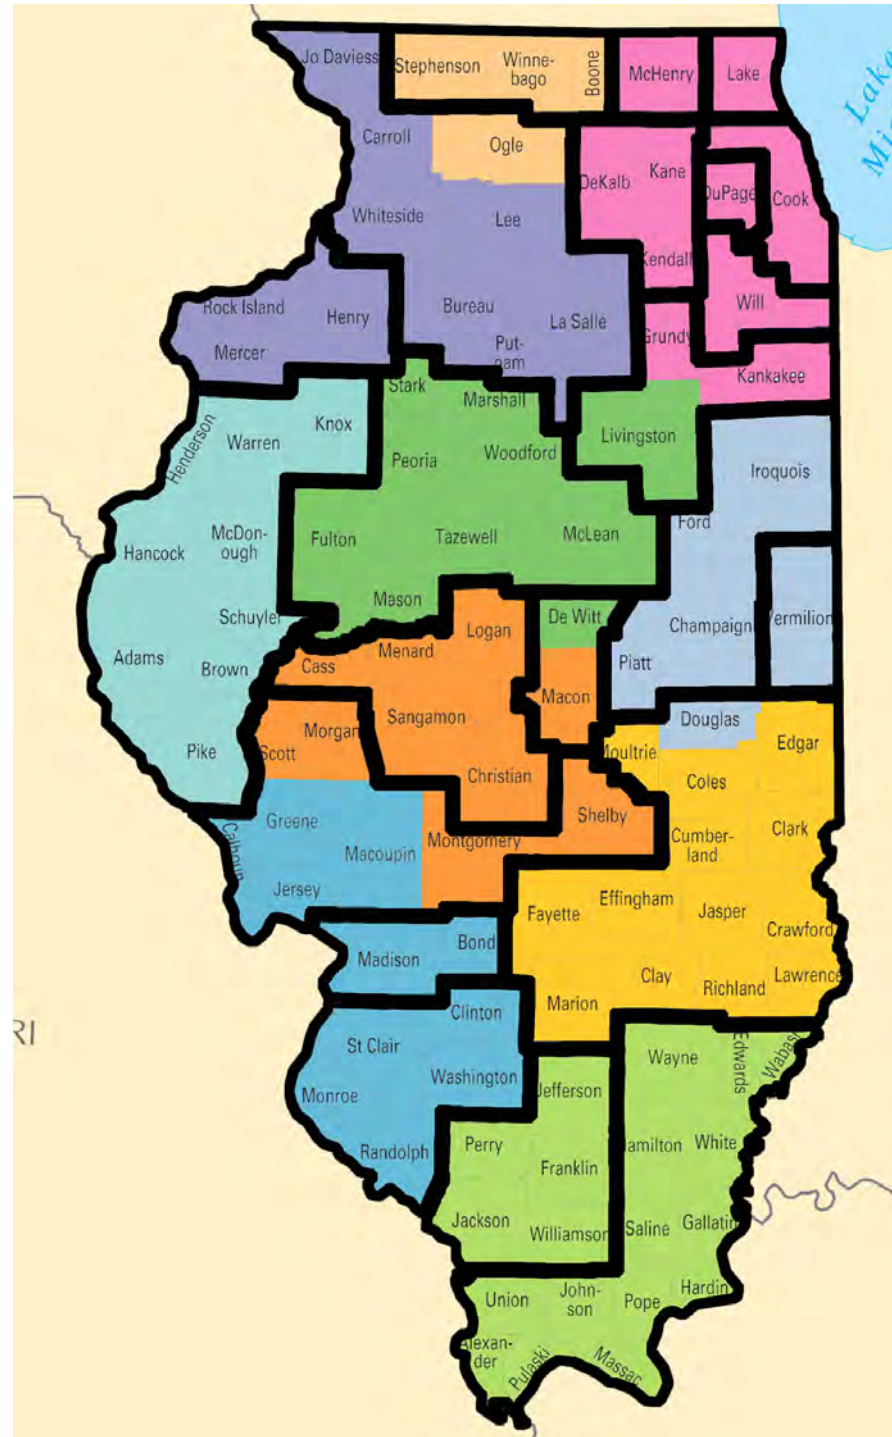 Jo Daviess
Stephenson
Winne-
bago
Boone
McHenry
Lake
Lake
Mi
Carroll
Ogle
DeKalb
Kane
DuPage
Cook
Whiteside
Lee
Kendall
Rock Island
Henry
Bureau
La Salle
Will
Mercer
Put-
nam
Grundy
Kankakee
Stark
Marshall
Henderson
Warren
Knox
Peoria
Woodford
Livingston
Iroquois
Ford
Hancock
McDon-
ough
Fulton
Tazewell
McLean
Mason
De Witt
Schuyler
Logan
Champaign
Vermilion
Adams
Brown
Cass
Menard
Piatt
Macon
Sangamon
Morgan
Scott
Pike
Douglas
Moultrie
Edgar
Christian
Coles
Calhoun
Greene
Shelby
Clark
Macoupin
Montgomery
Cumber-
land
Jersey
Effingham
Fayette
Jasper
Crawford
Madison
Bond
Clay
Richland
Lawrence
Marion
Clinton
RI
St Clair
Wayne
Edwards
Wabas
Washington
Jefferson
Monroe
Randolph
Perry
amilton
White
Franklin
Jackson
Williamson
Saline
Gallatin
Union
John-
son
Pope
Hardin
Alexan-
der
Pulaski
Massac